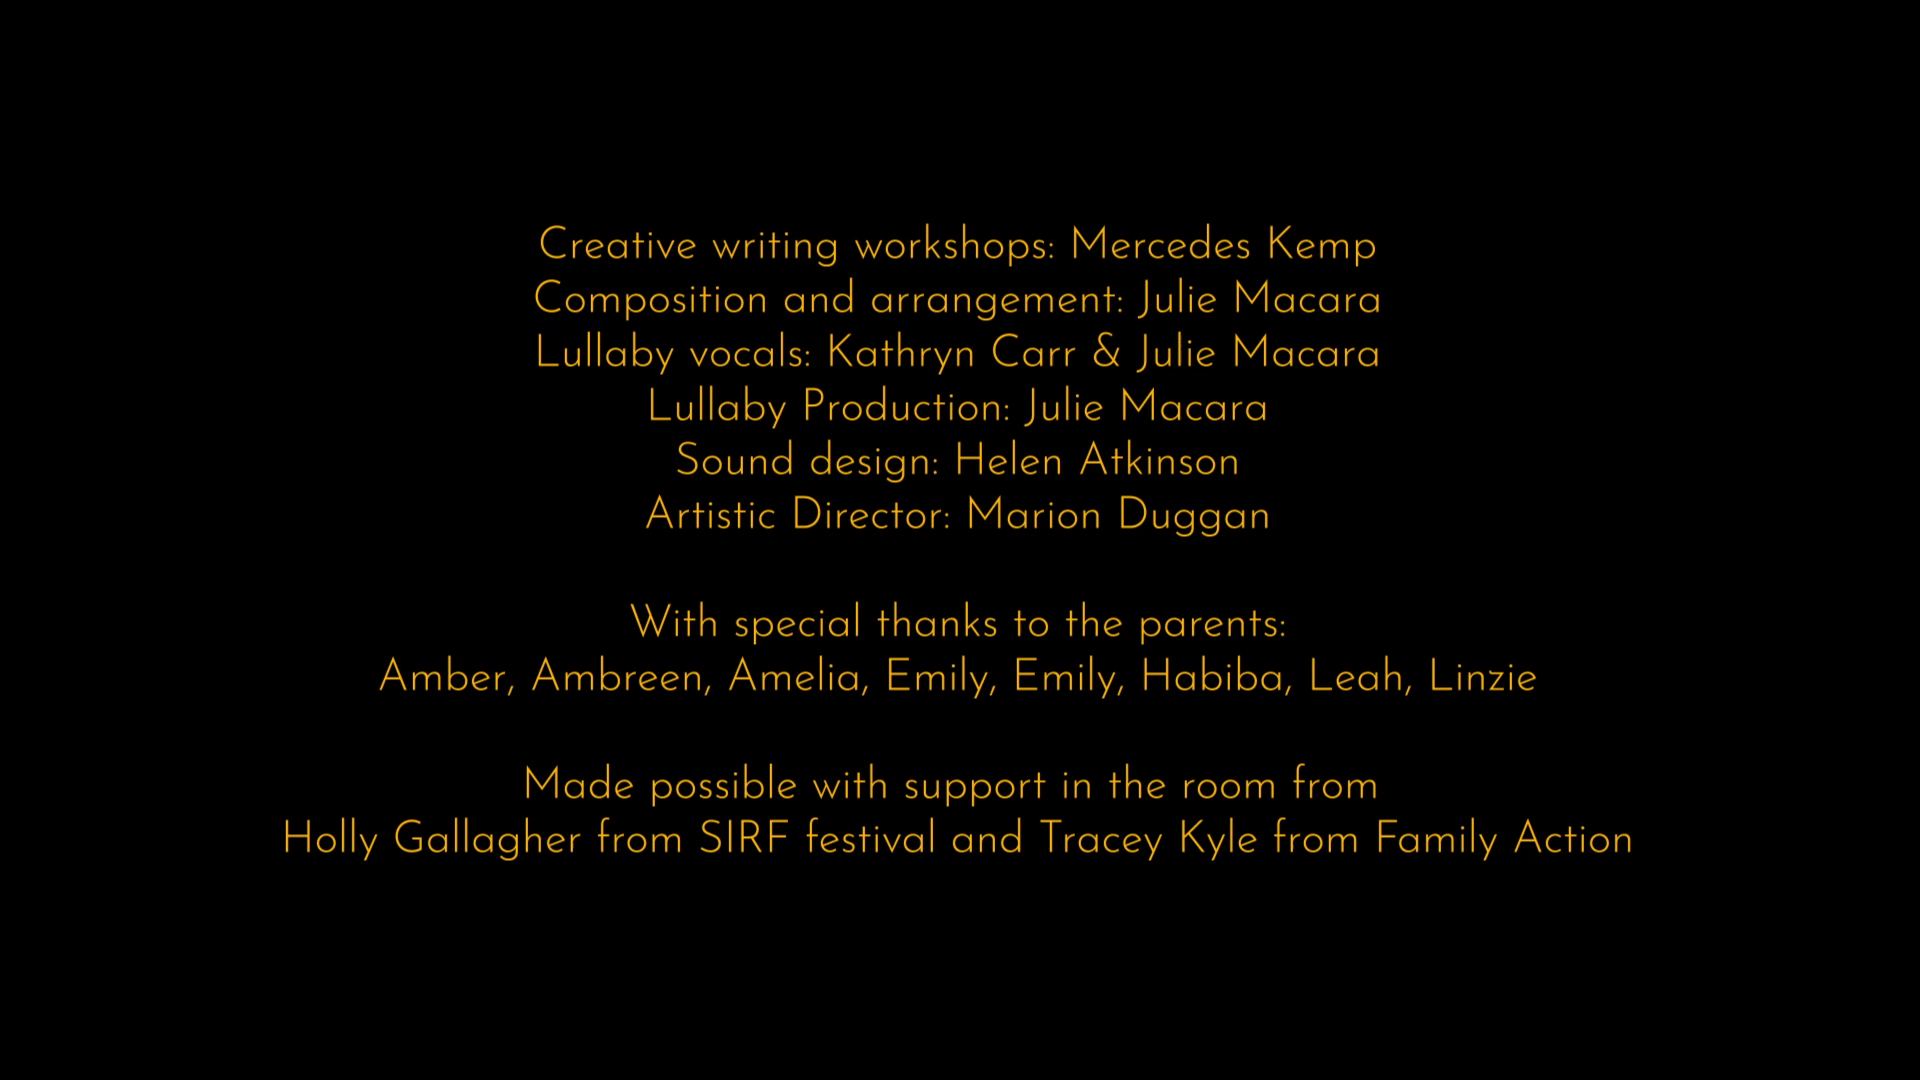 Creative writing workshops: Mercedes Kemp
Composition and arrangement: Julie Macara
Lullaby vocals: Kathryn Carr & Julie Macara
Lullaby Production: Julie Macara
Sound design: Helen Atkinson
Artistic Director: Marion Duggan
With special thanks to the parents:
Amber, Ambreen, Amelia, Emily, Emily, Habiba, Leah, Linzie
Made possible with support in the room from
Holly Gallagher from SIRF festival and Tracey Kyle from Family Action